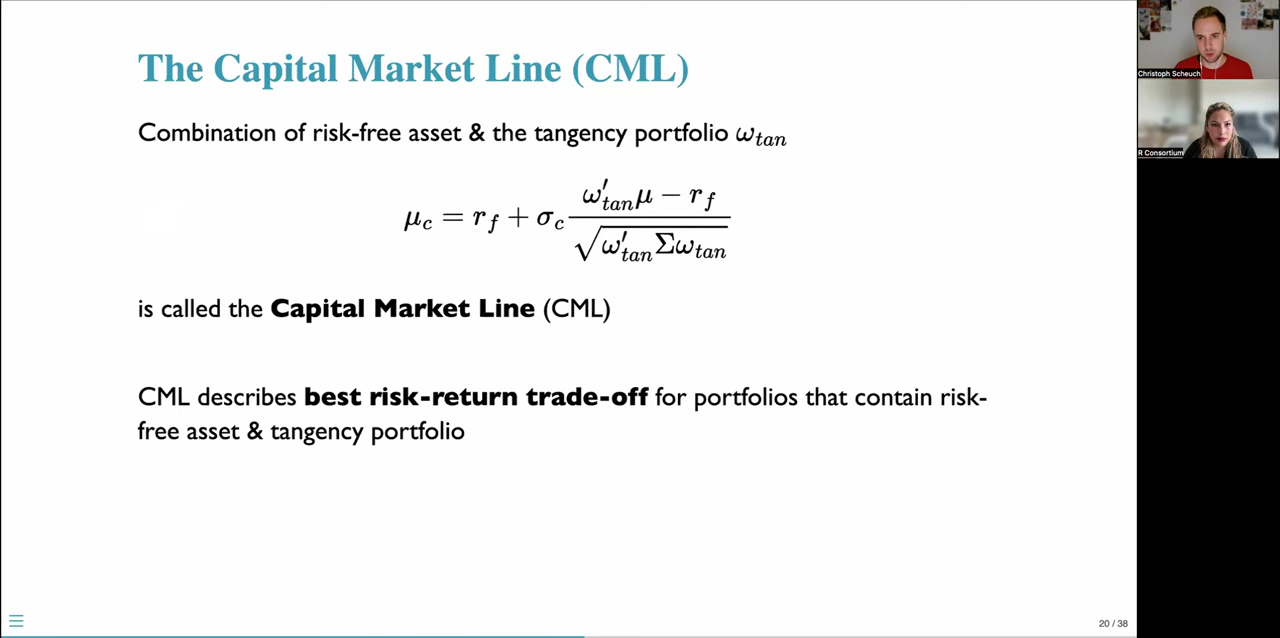 The Capital Market Line (CML)
Combination of risk-free asset & the tangency portfolio ω_tan
μ_c = r_f + σ_c (ω′_tan μ − r_f) / √(ω′_tan Σ ω_tan)
is called the Capital Market Line (CML)
CML describes best risk-return trade-off for portfolios that contain risk-
free asset & tangency portfolio
20 / 38
Christoph Scheuch
R Consortium